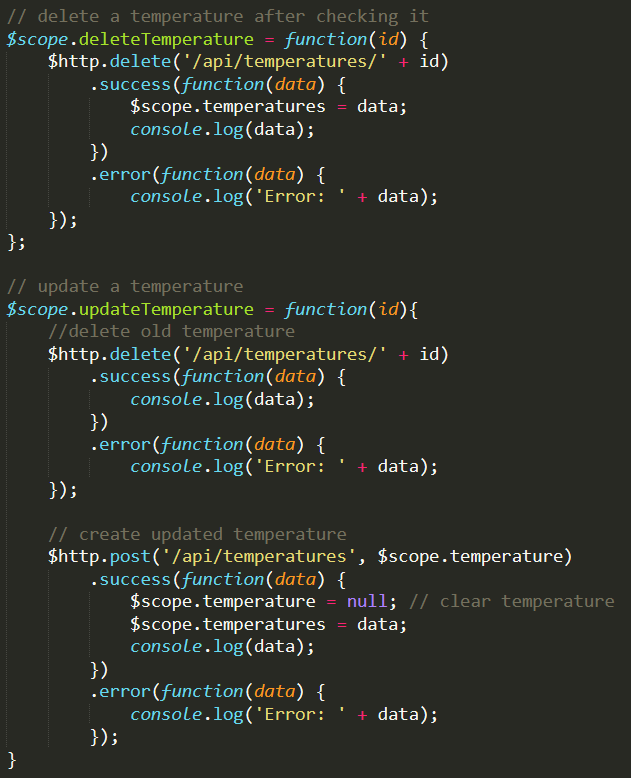 // delete a temperature after checking it
$scope.deleteTemperature = function(id) {
    $http.delete('/api/temperatures/' + id)
        .success(function(data) {
            $scope.temperatures = data;
            console.log(data);
        })
        .error(function(data) {
            console.log('Error: ' + data);
    });
};

// update a temperature
$scope.updateTemperature = function(id){
    //delete old temperature
    $http.delete('/api/temperatures/' + id)
        .success(function(data) {
            console.log(data);
        })
        .error(function(data) {
            console.log('Error: ' + data);
    });

    // create updated temperature
    $http.post('/api/temperatures', $scope.temperature)
        .success(function(data) {
            $scope.temperature = null; // clear temperature
            $scope.temperatures = data;
            console.log(data);
        })
        .error(function(data) {
            console.log('Error: ' + data);
        });
}